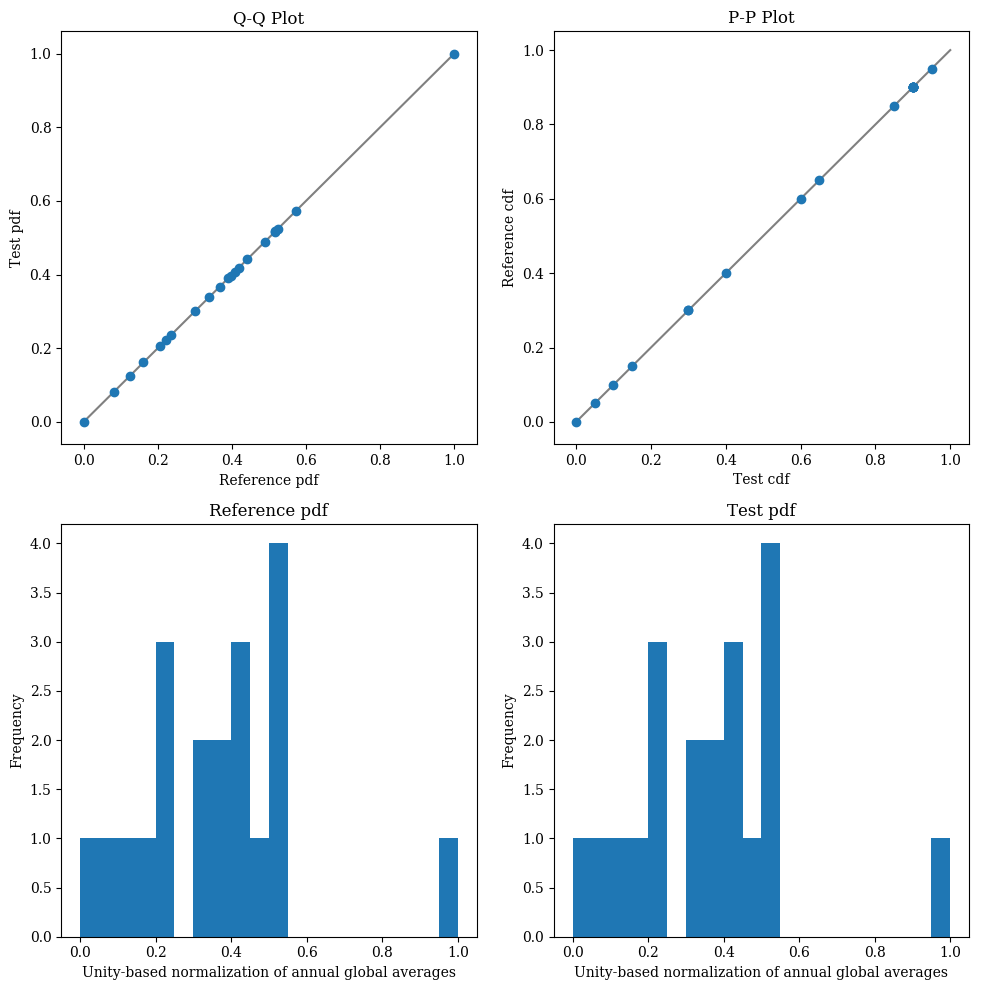 Q-Q Plot
Test pdf
1.0
0.8
0.6
0.4
0.2
0.0
0.0 0.2 0.4 0.6 0.8 1.0
Reference pdf
P-P Plot
Reference cdf
1.0
0.8
0.6
0.4
0.2
0.0
0.0 0.2 0.4 0.6 0.8 1.0
Test cdf
Reference pdf
Frequency
4.0
3.5
3.0
2.5
2.0
1.5
1.0
0.5
0.0
0.0 0.2 0.4 0.6 0.8 1.0
Unity-based normalization of annual global averages
Test pdf
Frequency
4.0
3.5
3.0
2.5
2.0
1.5
1.0
0.5
0.0
0.0 0.2 0.4 0.6 0.8 1.0
Unity-based normalization of annual global averages